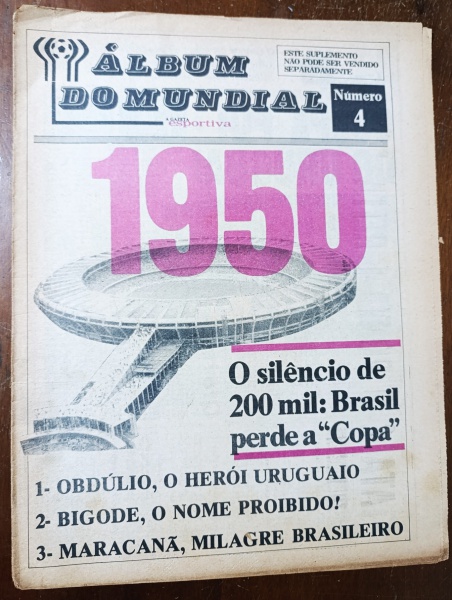 ÁLBUM
DO MUNDIAL
A GAZETA
esportiva
ESTE SUPLEMENTO
NÃO PODE SER VENDIDO
SEPARADAMENTE
Número
4
1950
O silêncio de
200 mil: Brasil
perde a “Copa”
1- OBDÚLIO, O HERÓI URUGUAIO
2- BIGODE, O NOME PROIBIDO!
3- MARACANÃ, MILAGRE BRASILEIRO